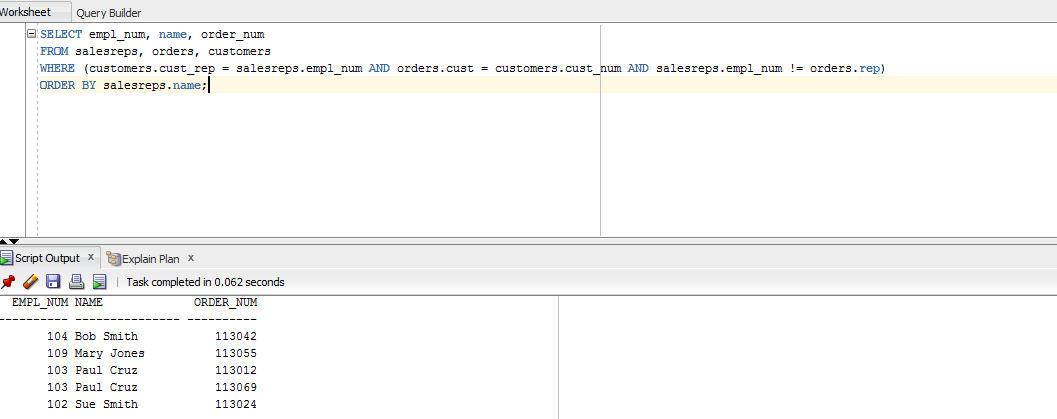 Worksheet Query Builder
SELECT empl_num, name, order_num
FROM salesreps, orders, customers
WHERE (customers.cust_rep = salesreps.empl_num AND orders.cust = customers.cust_num AND salesreps.empl_num != orders.rep)
ORDER BY salesreps.name;
Script Output x Explain Plan x
Task completed in 0.062 seconds
EMPL_NUM NAME ORDER_NUM
---------- --------------- ----------
104 Bob Smith 113042
109 Mary Jones 113055
103 Paul Cruz 113012
103 Paul Cruz 113069
102 Sue Smith 113024